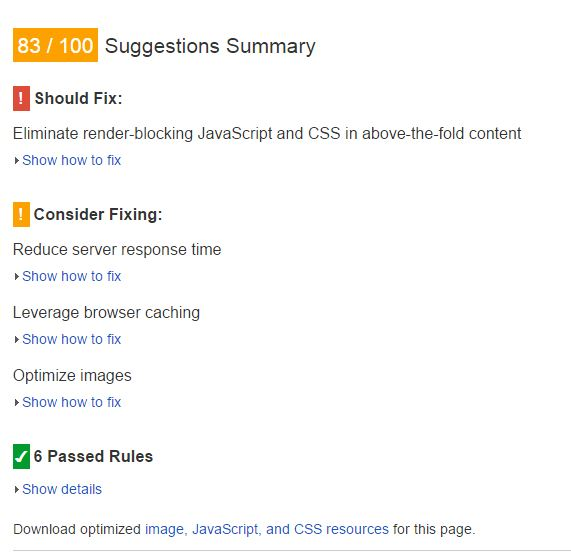 83 / 100 Suggestions Summary
! Should Fix:
Eliminate render-blocking JavaScript and CSS in above-the-fold content
Show how to fix
! Consider Fixing:
Reduce server response time
Show how to fix
Leverage browser caching
Show how to fix
Optimize images
Show how to fix
6 Passed Rules
Show details
Download optimized image, JavaScript, and CSS resources for this page.